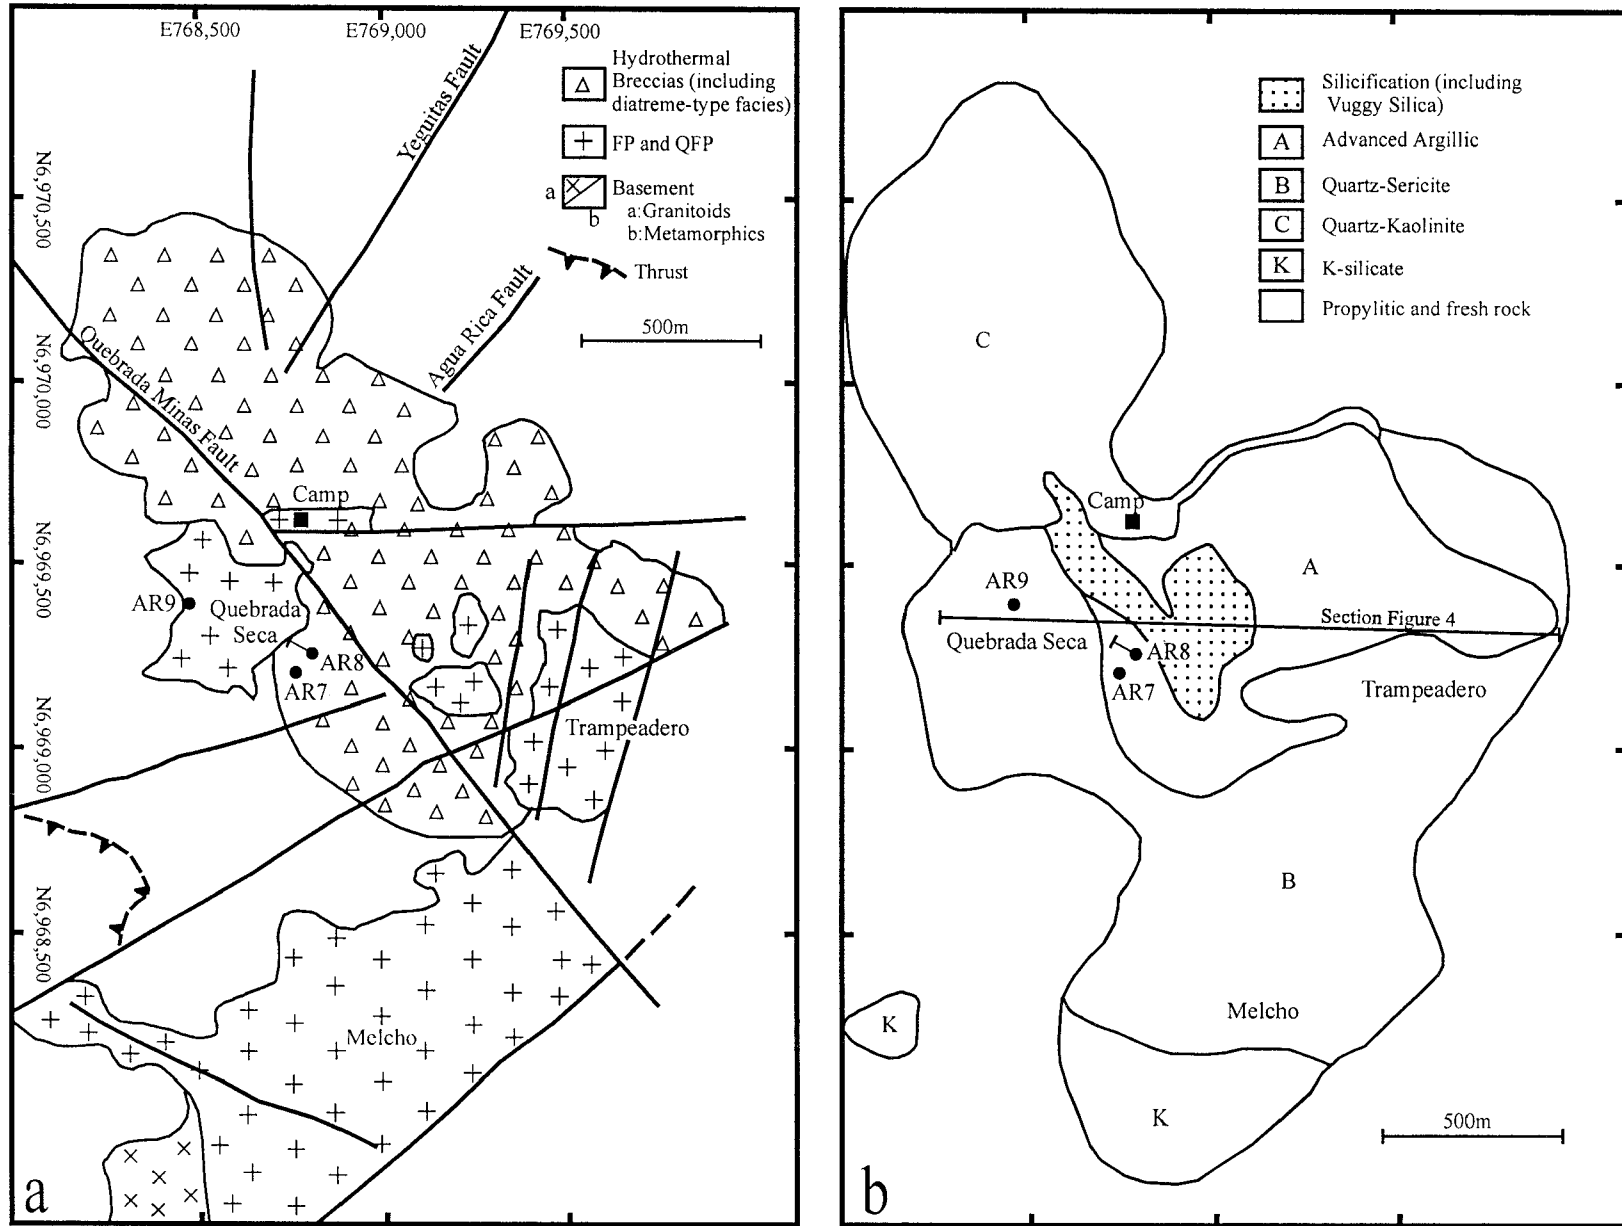 E768,500
E769,000
E769,500
Hydrothermal
Breccias (including
diatreme-type facies)
FP and QFP
a
b
Basement
a:Granitoids
b:Metamorphics
Thrust
500m
Yeguitas Fault
Agua Rica Fault
Quebrada Minas Fault
N6,970,500
N6,970,000
N6,969,500
N6,969,000
N6,968,500
Camp
AR9
Quebrada
Seca
AR8
AR7
Trampeadero
Melcho
a
Silicification (including
Vuggy Silica)
A
Advanced Argillic
B
Quartz-Sericite
C
Quartz-Kaolinite
K
K-silicate
Propylitic and fresh rock
C
Camp
A
AR9
Section Figure 4
Quebrada Seca
AR8
AR7
Trampeadero
B
Melcho
K
K
500m
b